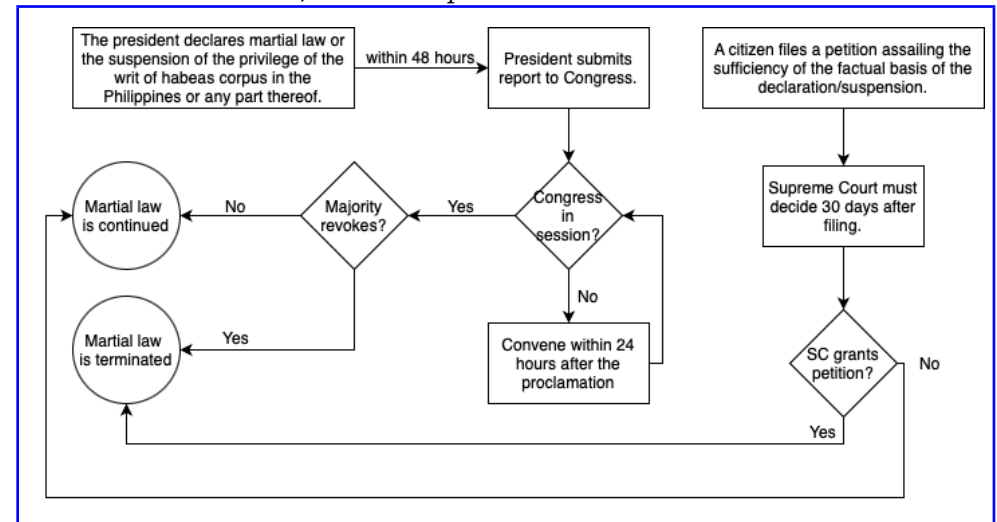 The president declares martial law or
the suspension of the privilege of the
writ of habeas corpus in the
Philippines or any part thereof.
within 48 hours
President submits
report to Congress.
A citizen files a petition assailing the
sufficiency of the factual basis of the
declaration/suspension.
Martial law
is continued
No
Majority
revokes?
Yes
Congress
in
session?
Supreme Court must
decide 30 days after
filing.
No
Martial law
is terminated
Yes
Convene within 24
hours after the
proclamation
SC grants
petition?
No
Yes